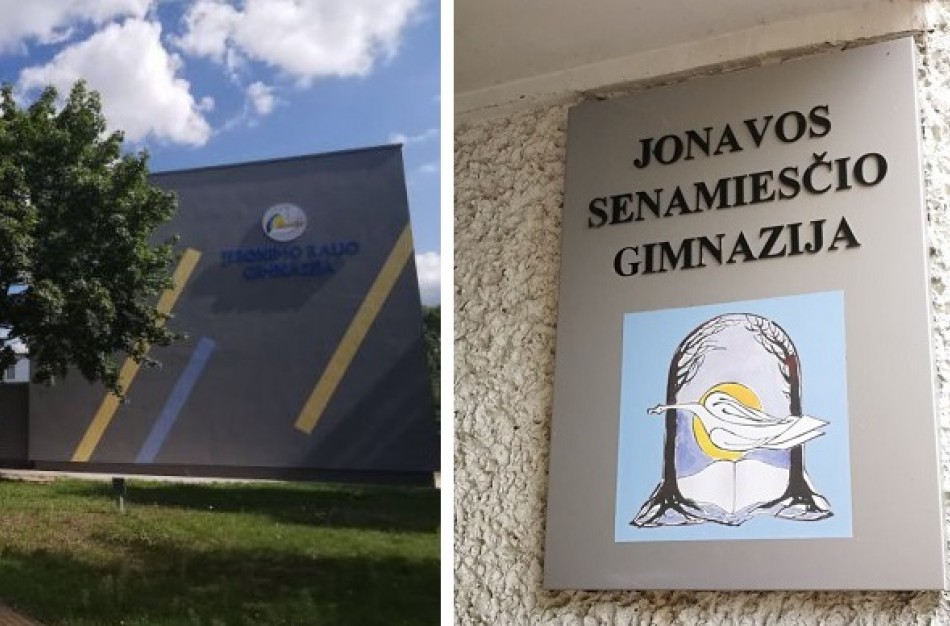 JERONIMO RALIO
GIMNAZIJA
JONAVOS
SENAMIESČIO
GIMNAZIJA